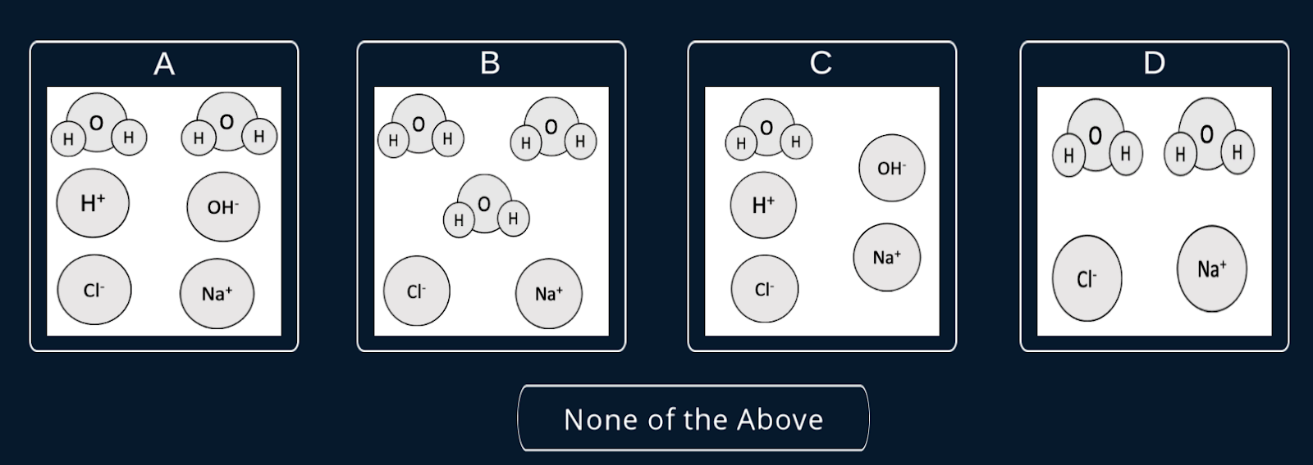 A
B
C
D
O
H H
O
H H
H⁺
OH⁻
Cl⁻
Na⁺
O
H H
O
H H
O
H H
Cl⁻
Na⁺
O
H H
OH⁻
H⁺
Na⁺
Cl⁻
O
H H
O
H H
Cl⁻
Na⁺
None of the Above